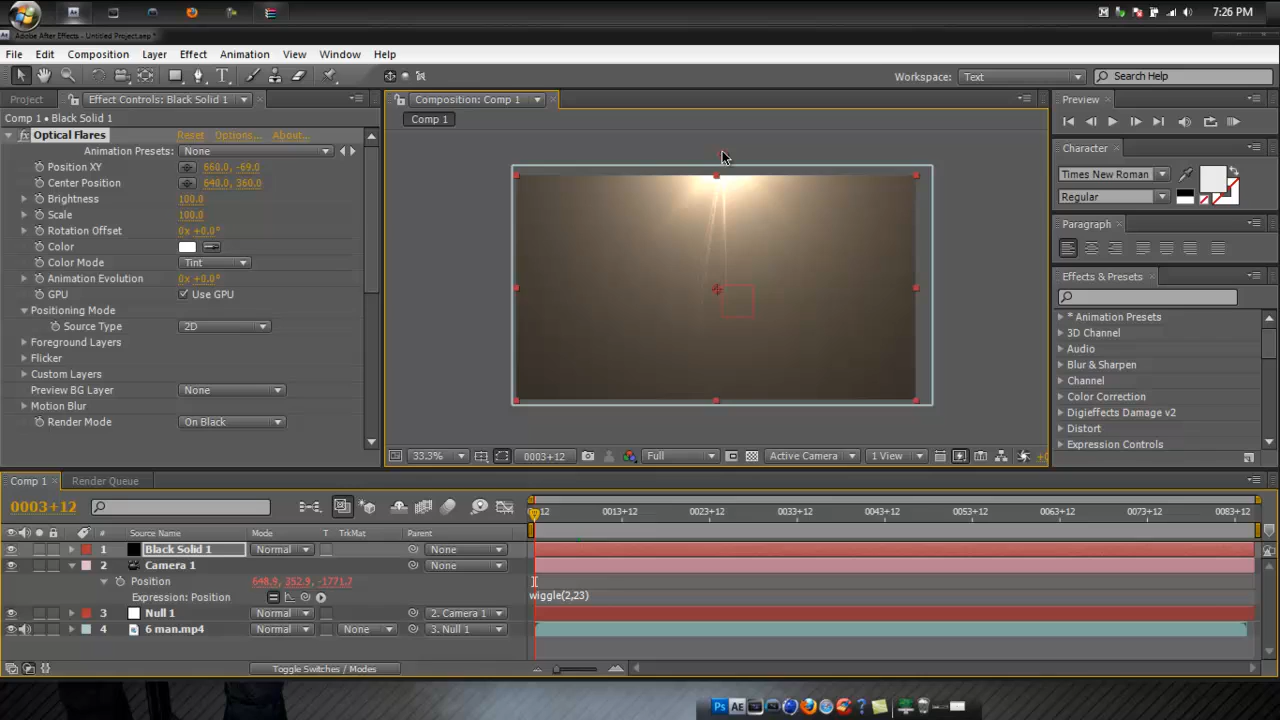 7:26 PM
Adobe After Effects - Untitled Project.aep *
File Edit Composition Layer Effect Animation View Window Help
Workspace: Text Search Help
Project Effect Controls: Black Solid 1
Comp 1 • Black Solid 1
fx Optical Flares Reset Options... About...
Animation Presets: None
Position XY 660.0, -69.0
Center Position 640.0, 360.0
Brightness 100.0
Scale 100.0
Rotation Offset 0x +0.0°
Color
Color Mode Tint
Animation Evolution 0x +0.0°
GPU Use GPU
Positioning Mode
Source Type 2D
Foreground Layers
Flicker
Custom Layers
Preview BG Layer None
Motion Blur
Render Mode On Black
Composition: Comp 1
Comp 1
33.3% 0003+12 Full Active Camera 1 View
Preview
Character
Times New Roman
Regular
Paragraph
Effects & Presets
* Animation Presets
3D Channel
Audio
Blur & Sharpen
Channel
Color Correction
Digieffects Damage v2
Distort
Expression Controls
Comp 1 Render Queue
0003+12
0013+12 0023+12 0033+12 0043+12 0053+12 0063+12 0073+12 0083+12
# Source Name Mode T TrkMat Parent
1 Black Solid 1 Normal None
2 Camera 1 None
Position 648.9, 352.9, -1771.7
Expression: Position wiggle(2,23)
3 Null 1 Normal 2. Camera 1
4 6 man.mp4 Normal None 3. Null 1
Toggle Switches / Modes
Ps AE